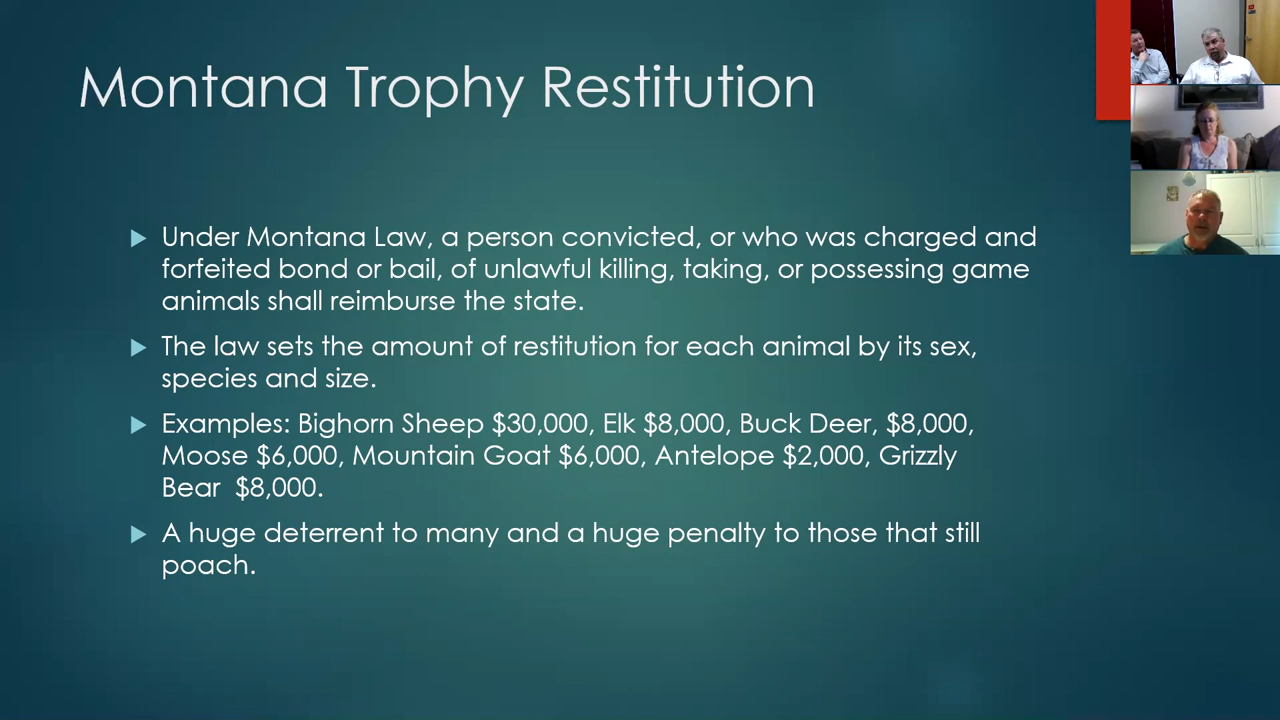 Montana Trophy Restitution
Under Montana Law, a person convicted, or who was charged and
forfeited bond or bail, of unlawful killing, taking, or possessing game
animals shall reimburse the state.
The law sets the amount of restitution for each animal by its sex,
species and size.
Examples: Bighorn Sheep $30,000, Elk $8,000, Buck Deer, $8,000,
Moose $6,000, Mountain Goat $6,000, Antelope $2,000, Grizzly
Bear  $8,000.
A huge deterrent to many and a huge penalty to those that still
poach.